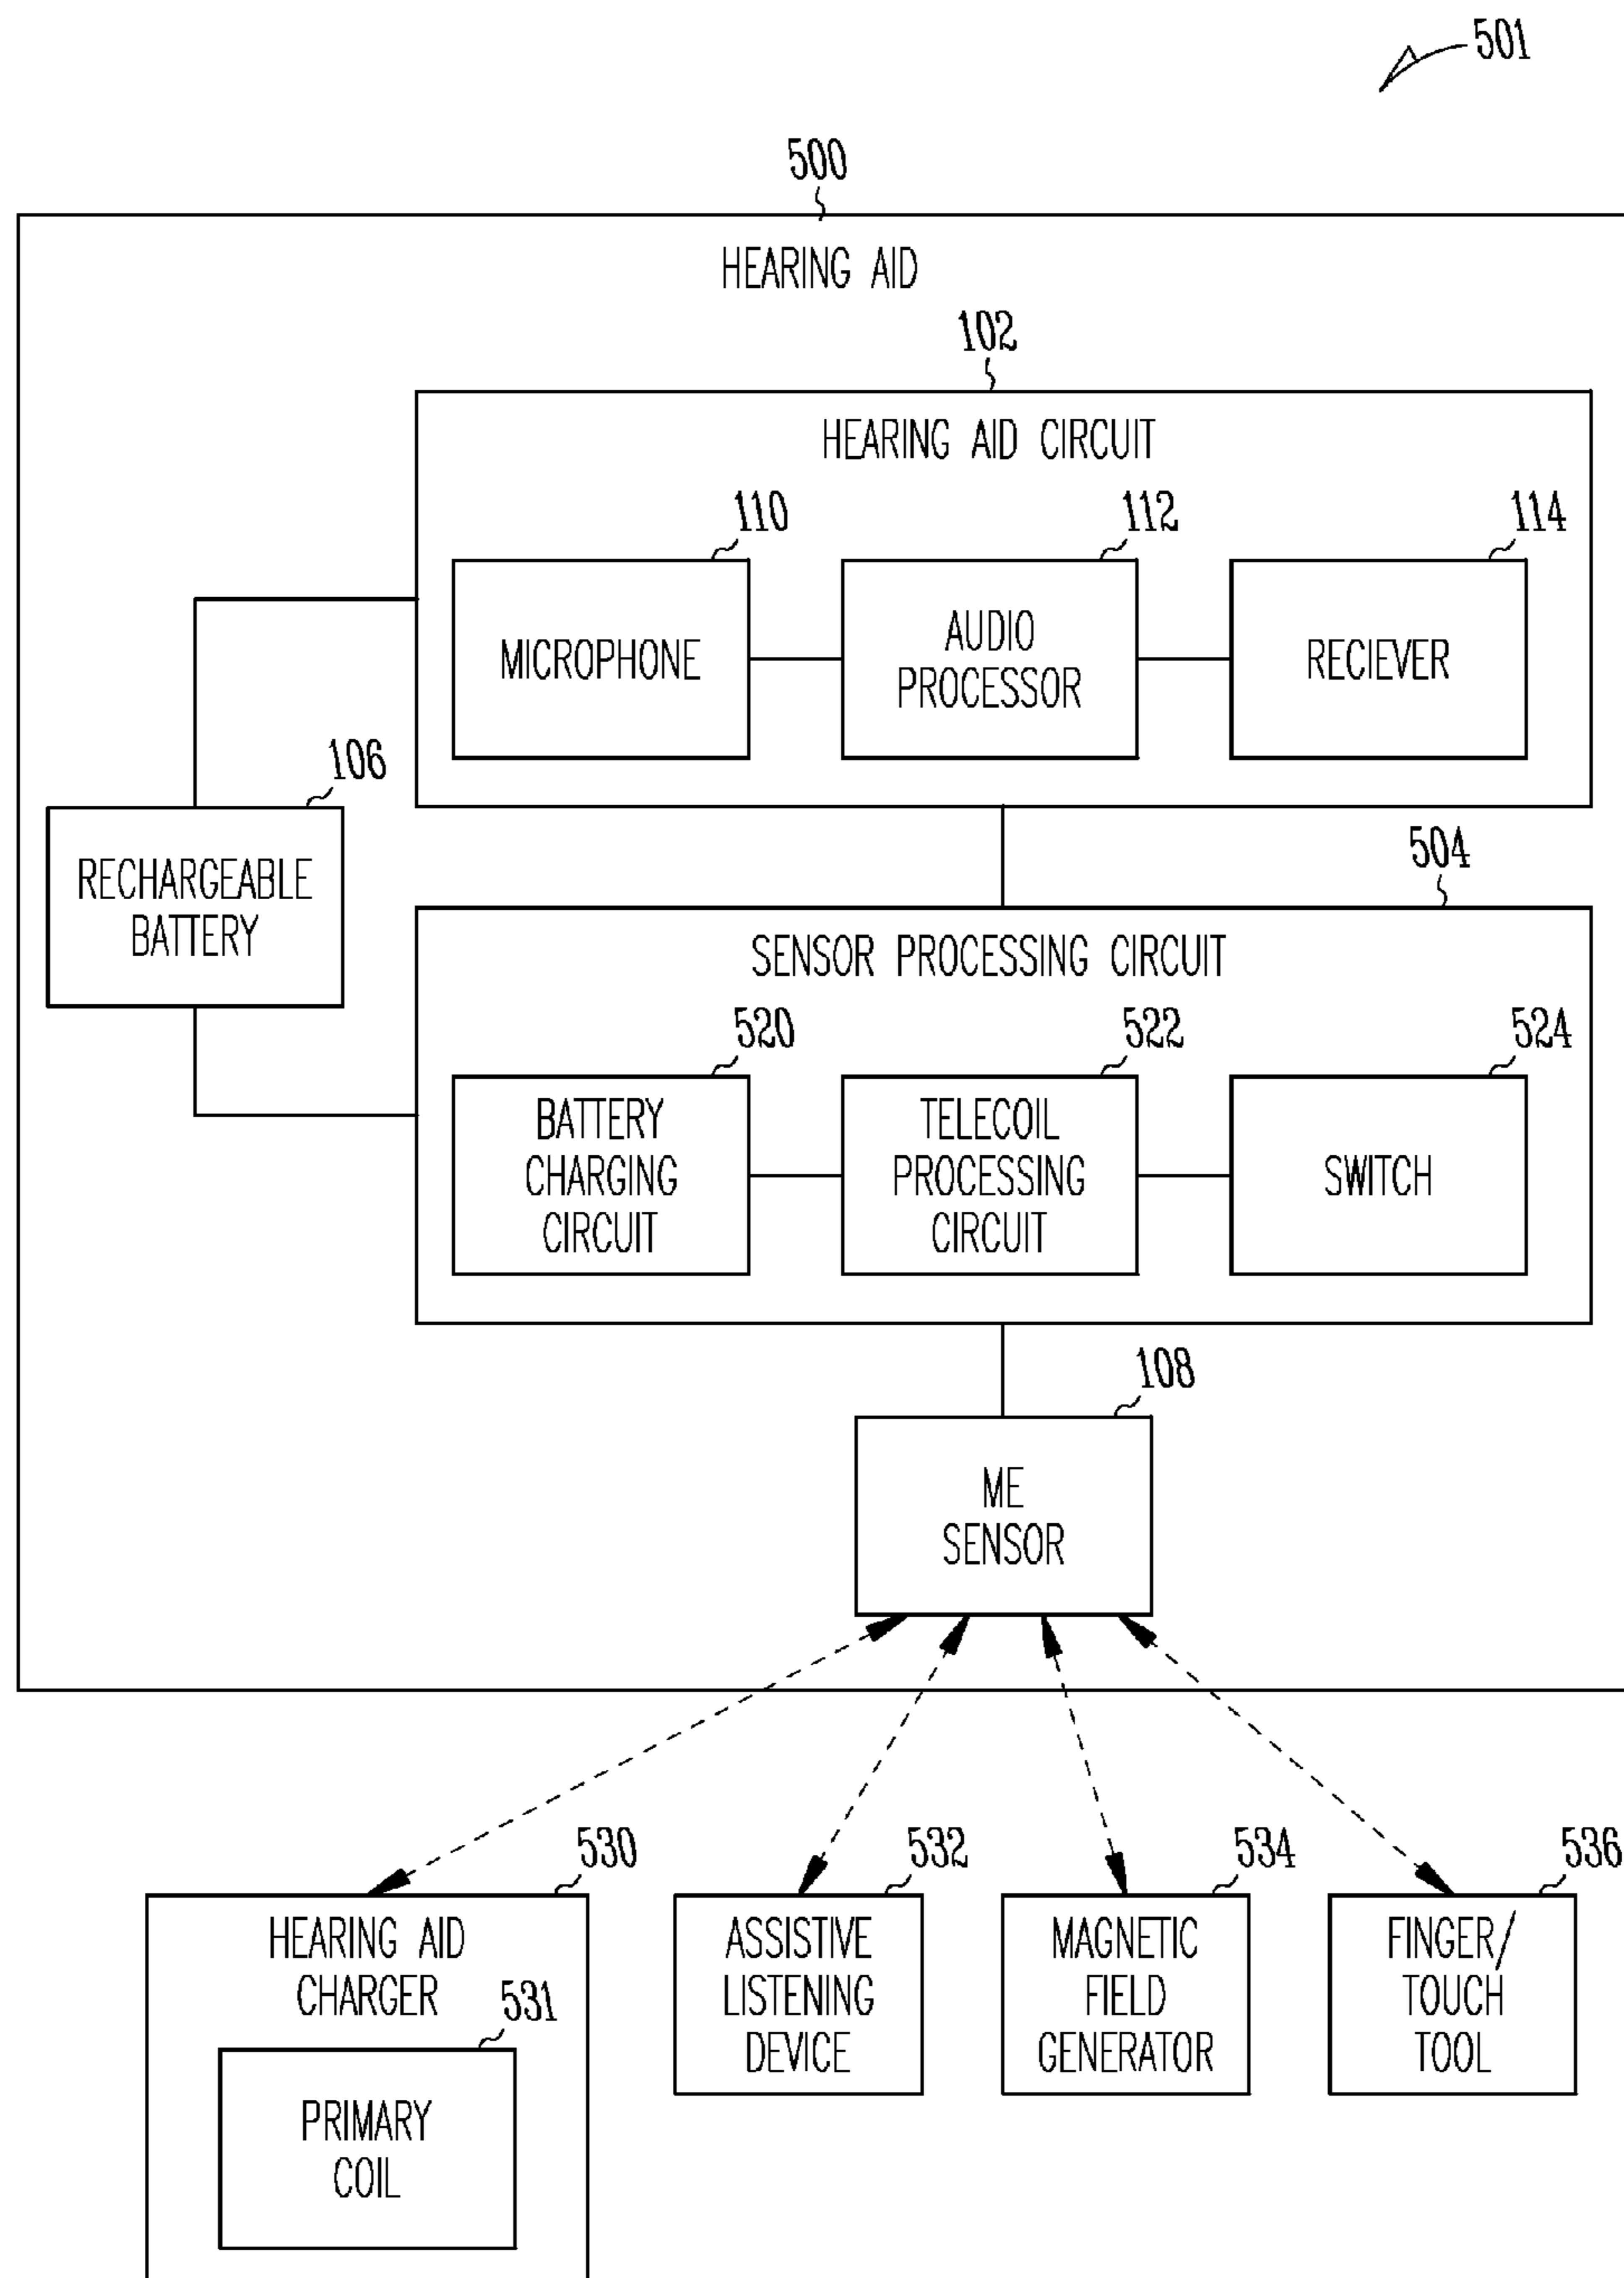 501
500
HEARING AID
102
HEARING AID CIRCUIT
110
112
114
MICROPHONE
AUDIO
PROCESSOR
RECIEVER
106
RECHARGEABLE
BATTERY
504
SENSOR PROCESSING CIRCUIT
520
522
524
BATTERY
CHARGING
CIRCUIT
TELECOIL
PROCESSING
CIRCUIT
SWITCH
108
ME
SENSOR
530
532
534
536
HEARING AID
CHARGER
531
PRIMARY
COIL
ASSISTIVE
LISTENING
DEVICE
MAGNETIC
FIELD
GENERATOR
FINGER/
TOUCH
TOOL